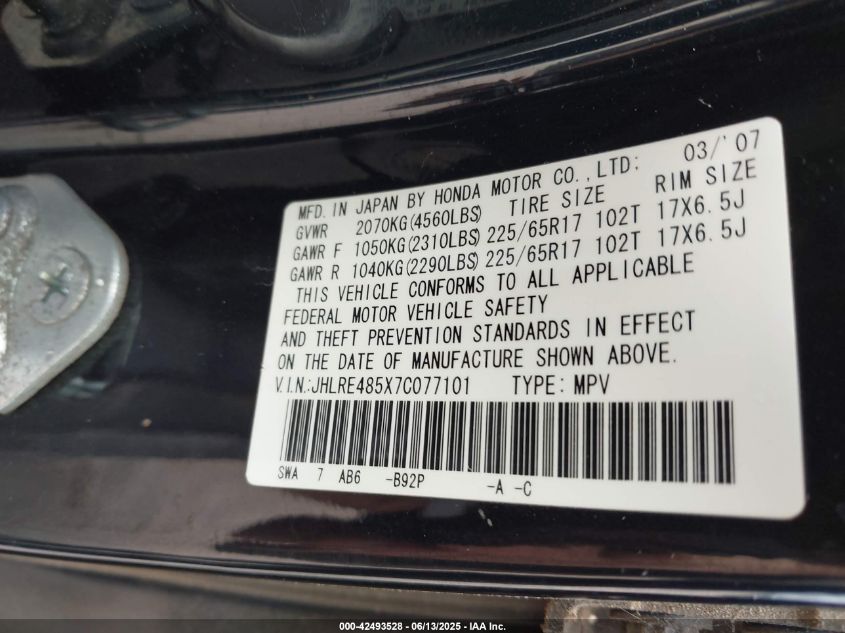 MFD. IN JAPAN BY HONDA MOTOR CO.,LTD: 03/'07
GVWR 2070KG(4560LBS) TIRE SIZE RIM SIZE
GAWR F 1050KG(2310LBS) 225/65R17 102T 17X6.5J
GAWR R 1040KG(2290LBS) 225/65R17 102T 17X6.5J
THIS VEHICLE CONFORMS TO ALL APPLICABLE
FEDERAL MOTOR VEHICLE SAFETY
AND THEFT PREVENTION STANDARDS IN EFFECT
ON THE DATE OF MANUFACTURE SHOWN ABOVE.
V.I.N.:JHLRE485X7C077101 TYPE: MPV
SWA 7 AB6 -B92P -A -C
000-42493528 - 06/13/2025 - IAA Inc.